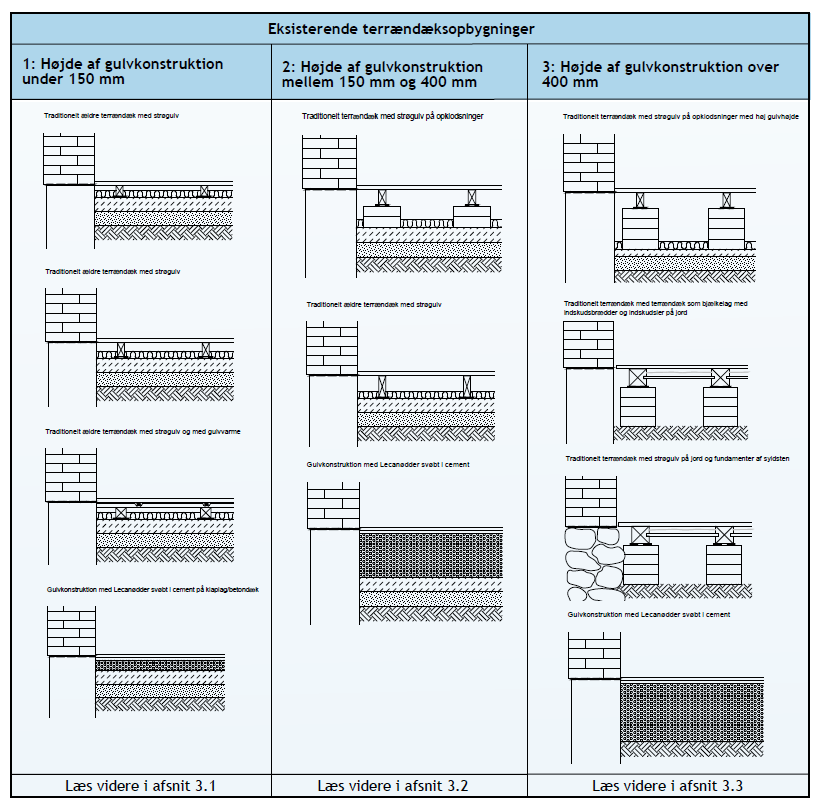 Eksisterende terrændæksopbygninger
1: Højde af gulvkonstruktion
under 150 mm
Traditionelt ældre terrændæk med strøgulv
Traditionelt ældre terrændæk med strøgulv
Traditionelt ældre terrændæk med strøgulv og med gulvvarme
Gulvkonstruktion med Lecanødder svøbt i cement på klaplag/betondæk
Læs videre i afsnit 3.1
2: Højde af gulvkonstruktion
mellem 150 mm og 400 mm
Traditionelt terrændæk med strøgulv på opklodsninger
Traditionelt ældre terrændæk med strøgulv
Gulvkonstruktion med Lecanødder svøbt i cement
Læs videre i afsnit 3.2
3: Højde af gulvkonstruktion over
400 mm
Traditionelt terrændæk med strøgulv på opklodsninger med høj gulvhøjde
Traditionelt terrændæk med terrændæk som bjælkelag med
indskudsbrædder og indskudsler på jord
Traditionelt terrændæk med strøgulv på jord og fundamenter af syldsten
Gulvkonstruktion med Lecanødder svøbt i cement
Læs videre i afsnit 3.3